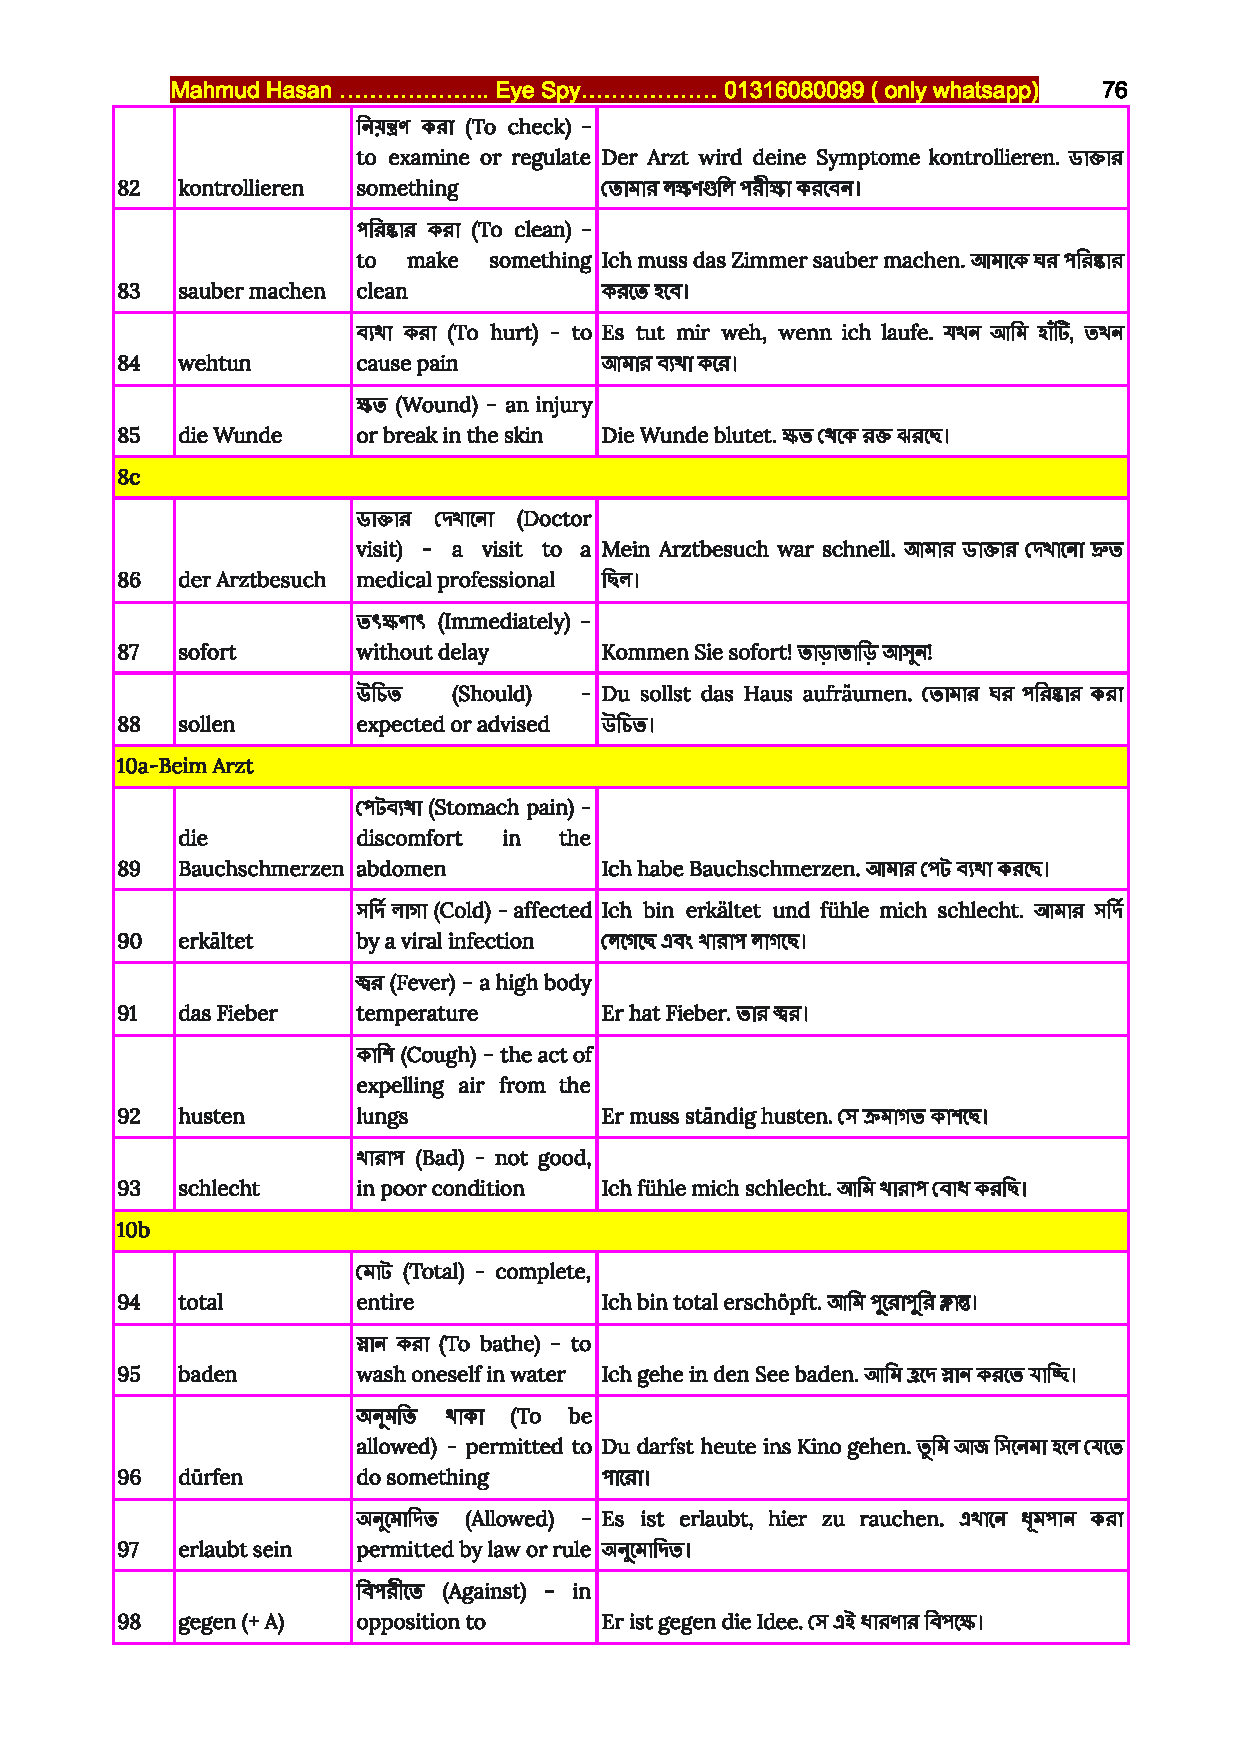 Mahmud Hasan ……………….. Eye Spy……………… 01316080099 ( only whatsapp) 76
নিয়ন্ত্রণ করা (To check) -
to examine or regulate Der Arzt wird deine Symptome kontrollieren. ডাক্তার
82 kontrollieren something তোমার লক্ষণগুলি পরীক্ষা করবেন।
পরিষ্কার করা (To clean) -
to make something Ich muss das Zimmer sauber machen. আমাকে ঘর পরিষ্কার
83 sauber machen clean করতে হবে।
ব্যথা করা (To hurt) - to Es tut mir weh, wenn ich laufe. যখন আমি হাঁটি, তখন
84 wehtun cause pain আমার ব্যথা করে।
ক্ষত (Wound) - an injury
85 die Wunde or break in the skin Die Wunde blutet. ক্ষত থেকে রক্ত ঝরছে।
8c
ডাক্তার দেখানো (Doctor
visit) - a visit to a Mein Arztbesuch war schnell. আমার ডাক্তার দেখানো দ্রুত
86 der Arztbesuch medical professional ছিল।
তৎক্ষণাৎ (Immediately) -
87 sofort without delay Kommen Sie sofort! তাড়াতাড়ি আসুন!
উচিত (Should) - Du sollst das Haus aufräumen. তোমার ঘর পরিষ্কার করা
88 sollen expected or advised উচিত।
10a-Beim Arzt
পেটব্যথা (Stomach pain) -
die discomfort in the
89 Bauchschmerzen abdomen Ich habe Bauchschmerzen. আমার পেট ব্যথা করছে।
সর্দি লাগা (Cold) - affected Ich bin erkältet und fühle mich schlecht. আমার সর্দি
90 erkältet by a viral infection লেগেছে এবং খারাপ লাগছে।
জ্বর (Fever) - a high body
91 das Fieber temperature Er hat Fieber. তার জ্বর।
কাশি (Cough) - the act of
expelling air from the
92 husten lungs Er muss ständig husten. সে ক্রমাগত কাশছে।
খারাপ (Bad) - not good,
93 schlecht in poor condition Ich fühle mich schlecht. আমি খারাপ বোধ করছি।
10b
মোট (Total) - complete,
94 total entire Ich bin total erschöpft. আমি পুরোপুরি ক্লান্ত।
স্নান করা (To bathe) - to
95 baden wash oneself in water Ich gehe in den See baden. আমি হ্রদে স্নান করতে যাচ্ছি।
অনুমতি থাকা (To be
allowed) - permitted to Du darfst heute ins Kino gehen. তুমি আজ সিনেমা হলে যেতে
96 dürfen do something পারো।
অনুমোদিত (Allowed) - Es ist erlaubt, hier zu rauchen. এখানে ধূমপান করা
97 erlaubt sein permitted by law or rule অনুমোদিত।
বিপরীতে (Against) - in
98 gegen (+ A) opposition to Er ist gegen die Idee. সে এই ধারণার বিপক্ষে।